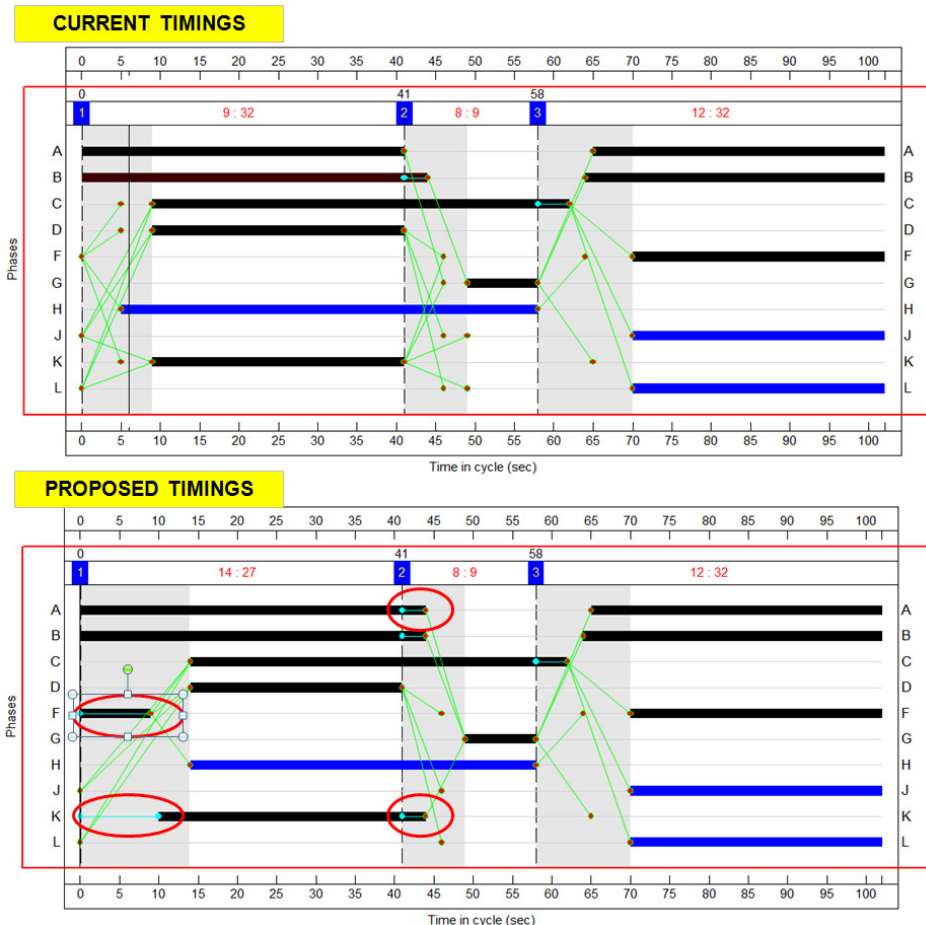 CURRENT TIMINGS
0 5 10 15 20 25 30 35 40 45 50 55 60 65 70 75 80 85 90 95 100
0 41 58
1 9 : 32 2 8 : 9 3 12 : 32
A A
B B
C C
D D
F F
G G
H H
J J
K K
L L
Phases
0 5 10 15 20 25 30 35 40 45 50 55 60 65 70 75 80 85 90 95 100
Time in cycle (sec)
PROPOSED TIMINGS
0 5 10 15 20 25 30 35 40 45 50 55 60 65 70 75 80 85 90 95 100
0 41 58
1 14 : 27 2 8 : 9 3 12 : 32
A A
B B
C C
D D
F F
G G
H H
J J
K K
L L
Phases
0 5 10 15 20 25 30 35 40 45 50 55 60 65 70 75 80 85 90 95 100
Time in cycle (sec)